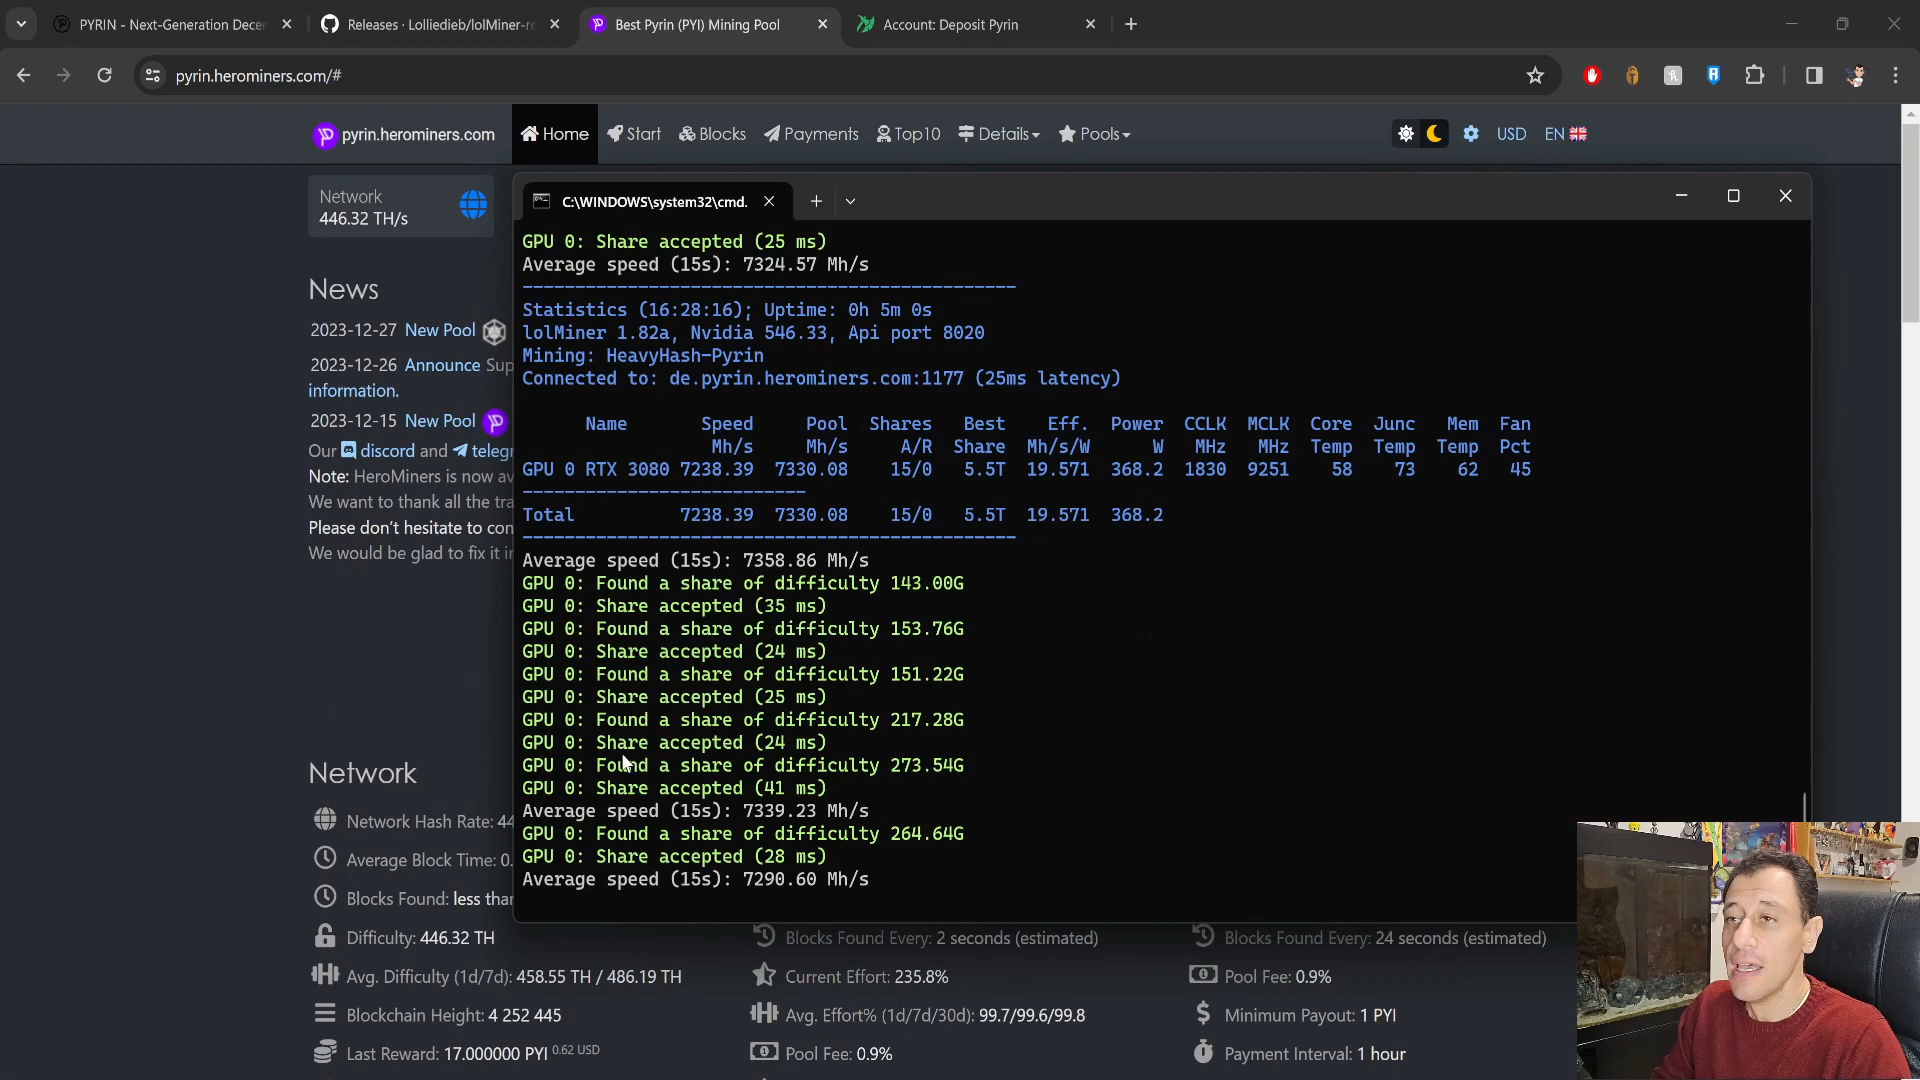 PYRIN - Next-Generation Decen
Releases · Lolliedieb/lolMiner-re
Best Pyrin (PYI) Mining Pool
Account: Deposit Pyrin
pyrin.herominers.com/#
pyrin.herominers.com
Home
Start
Blocks
Payments
Top10
Details
Pools
USD
EN
Network
446.32 TH/s
News
2023-12-27 New Pool
2023-12-26 Announce Sup
information.
2023-12-15 New Pool
Our discord and telegr
Note: HeroMiners is now av
We want to thank all the tra
Please don't hesitate to con
We would be glad to fix it in
C:\WINDOWS\system32\cmd.
GPU 0: Share accepted (25 ms)
Average speed (15s): 7324.57 Mh/s
Statistics (16:28:16); Uptime: 0h 5m 0s
lolMiner 1.82a, Nvidia 546.33, Api port 8020
Mining: HeavyHash-Pyrin
Connected to: de.pyrin.herominers.com:1177 (25ms latency)
Name Speed Pool Shares Best Eff. Power CCLK MCLK Core Junc Mem Fan
Mh/s Mh/s A/R Share Mh/s/W W MHz MHz Temp Temp Temp Pct
GPU 0 RTX 3080 7238.39 7330.08 15/0 5.5T 19.571 368.2 1830 9251 58 73 62 45
Total 7238.39 7330.08 15/0 5.5T 19.571 368.2
Average speed (15s): 7358.86 Mh/s
GPU 0: Found a share of difficulty 143.00G
GPU 0: Share accepted (35 ms)
GPU 0: Found a share of difficulty 153.76G
GPU 0: Share accepted (24 ms)
GPU 0: Found a share of difficulty 151.22G
GPU 0: Share accepted (25 ms)
GPU 0: Found a share of difficulty 217.28G
GPU 0: Share accepted (24 ms)
GPU 0: Found a share of difficulty 273.54G
GPU 0: Share accepted (41 ms)
Average speed (15s): 7339.23 Mh/s
GPU 0: Found a share of difficulty 264.64G
GPU 0: Share accepted (28 ms)
Average speed (15s): 7290.60 Mh/s
Network
Network Hash Rate: 44
Average Block Time: 0.
Blocks Found: less than
Difficulty: 446.32 TH
Avg. Difficulty (1d/7d): 458.55 TH / 486.19 TH
Blockchain Height: 4 252 445
Last Reward: 17.000000 PYI 0.62 USD
Blocks Found Every: 2 seconds (estimated)
Current Effort: 235.8%
Avg. Effort% (1d/7d/30d): 99.7/99.6/99.8
Pool Fee: 0.9%
Blocks Found Every: 24 seconds (estimated)
Pool Fee: 0.9%
Minimum Payout: 1 PYI
Payment Interval: 1 hour